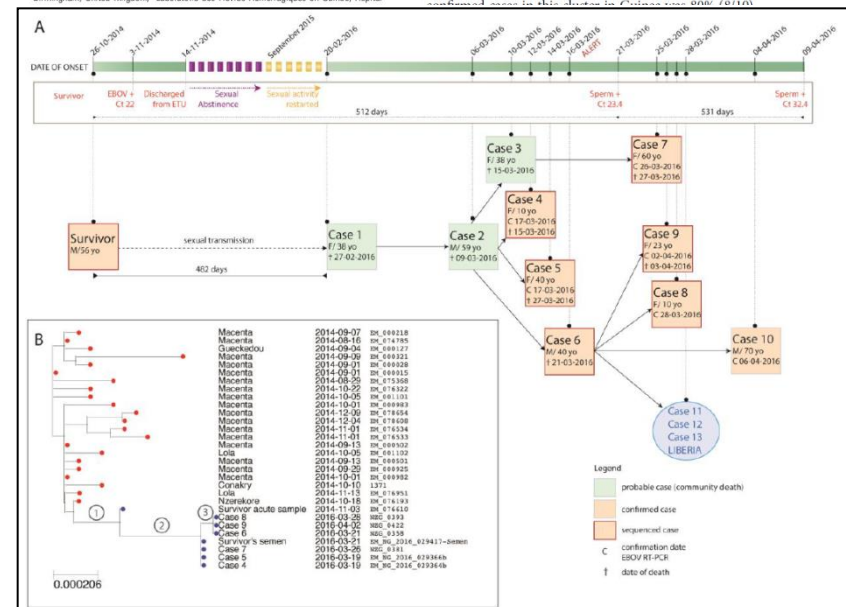 confirmed cases in this cluster in Guinea was 80% (8/10)
A
26-10-2014
3-11-2014
14-11-2014
September 2015
20-02-2016
06-03-2016
10-03-2016
12-03-2016
14-03-2016
16-03-2016
ALERT
21-03-2016
25-03-2016
28-03-2016
04-04-2016
09-04-2016
DATE OF ONSET
Survivor
EBOV +
Ct 22
Discharged
from ETU
Sexual
Abstinence
Sexual activity
restarted
Sperm +
Ct 23.4
Sperm +
Ct 32.4
512 days
531 days
Case 3
F/ 38 yo
† 15-03-2016
Case 7
F/ 60 yo
C 26-03-2016
† 27-03-2016
Case 4
F/ 10 yo
C 17-03-2016
† 15-03-2016
Survivor
M/56 yo
sexual transmission
482 days
Case 1
F/ 38 yo
† 27-02-2016
Case 2
M/ 59 yo
† 09-03-2016
Case 5
F/ 40 yo
C 17-03-2016
† 27-03-2016
Case 9
F/ 23 yo
C 02-04-2016
† 03-04-2016
Case 8
F/ 10 yo
C 28-03-2016
Case 6
M/ 40 yo
† 21-03-2016
Case 10
M/ 70 yo
C 06-04-2016
Case 11
Case 12
Case 13
LIBERIA
B
Macenta 2014-09-07 EM_000218
Macenta 2014-08-16 EM_074785
Gueckedou 2014-09-04 EM_000127
Macenta 2014-09-09 EM_000321
Macenta 2014-09-01 EM_000028
Macenta 2014-09-01 EM_000015
Macenta 2014-08-29 EM_075368
Macenta 2014-10-22 EM_076322
Macenta 2014-10-05 EM_001101
Macenta 2014-10-01 EM_000983
Macenta 2014-12-09 EM_078654
Macenta 2014-12-04 EM_078608
Macenta 2014-11-01 EM_076534
Macenta 2014-11-01 EM_076533
Macenta 2014-09-13 EM_000502
Lola 2014-10-05 EM_001102
Macenta 2014-09-13 EM_000501
Macenta 2014-09-29 EM_000925
Macenta 2014-10-01 EM_000982
Conakry 2014-10-10 1371
Lola 2014-11-13 EM_076951
Nzerekore 2014-10-18 EM_076193
Survivor acute sample 2014-11-03 EM_076610
Case 8 2016-03-28 NZG_0393
Case 9 2016-04-02 NZG_0422
Case 6 2016-03-21 NZG_0358
Survivor's semen 2016-03-21 EM_NG_2016_029417-Semen
Case 7 2016-03-26 NZG_0381
Case 5 2016-03-19 EM_NG_2016_029366b
Case 4 2016-03-19 EM_NG_2016_029364b
1
2
3
0.000206
Legend
probable case (community death)
confirmed case
sequenced case
C confirmation date
EBOV RT-PCR
† date of death